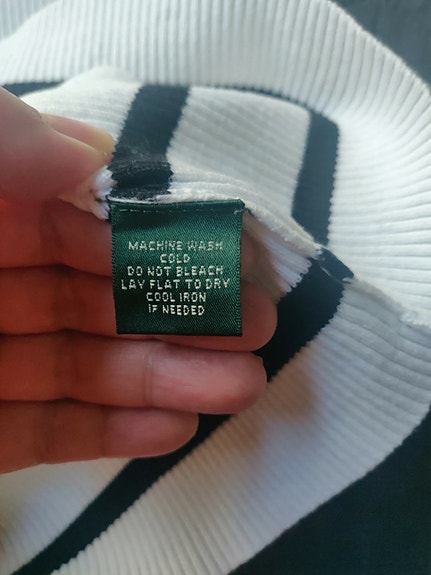 MACHINE WASH
COLD
DO NOT BLEACH
LAY FLAT TO DRY
COOL IRON
IF NEEDED